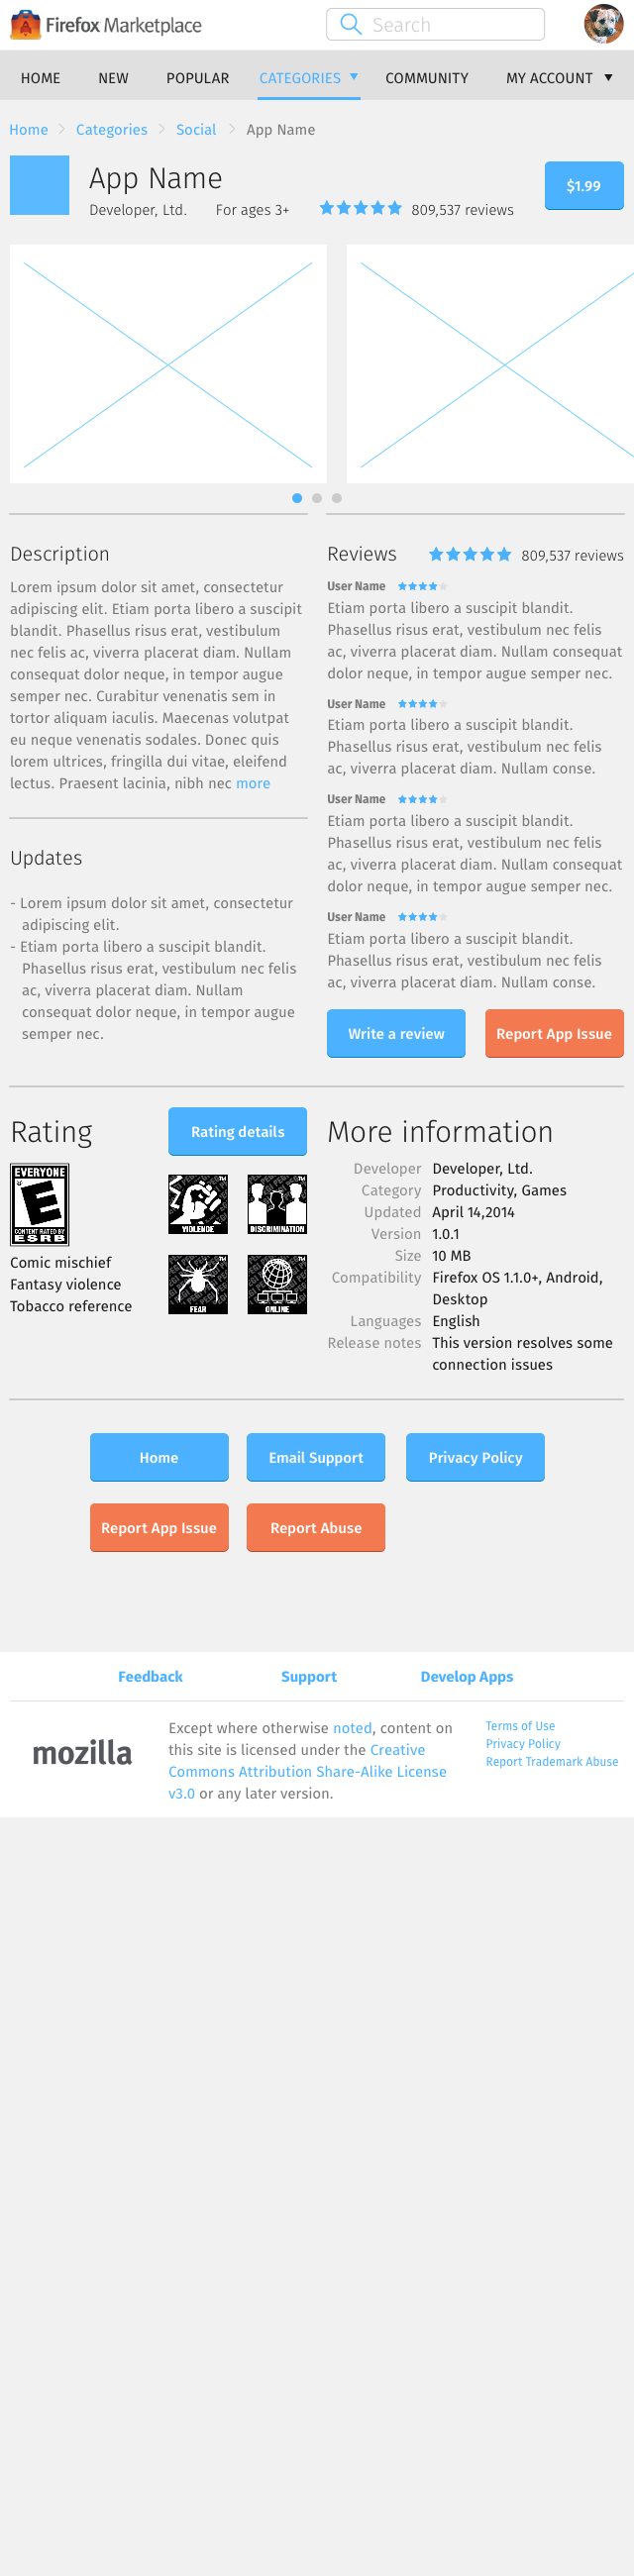 Firefox Marketplace
Search
HOME NEW POPULAR CATEGORIES COMMUNITY MY ACCOUNT
Home Categories Social App Name
App Name
Developer, Ltd. For ages 3+ 809,537 reviews
$1.99
Description
Lorem ipsum dolor sit amet, consectetur
adipiscing elit. Etiam porta libero a suscipit
blandit. Phasellus risus erat, vestibulum
nec felis ac, viverra placerat diam. Nullam
consequat dolor neque, in tempor augue
semper nec. Curabitur venenatis sem in
tortor aliquam iaculis. Maecenas volutpat
eu neque venenatis sodales. Donec quis
lorem ultrices, fringilla dui vitae, eleifend
lectus. Praesent lacinia, nibh nec more
Updates
- Lorem ipsum dolor sit amet, consectetur
adipiscing elit.
- Etiam porta libero a suscipit blandit.
Phasellus risus erat, vestibulum nec felis
ac, viverra placerat diam. Nullam
consequat dolor neque, in tempor augue
semper nec.
Reviews 809,537 reviews
User Name
Etiam porta libero a suscipit blandit.
Phasellus risus erat, vestibulum nec felis
ac, viverra placerat diam. Nullam consequat
dolor neque, in tempor augue semper nec.
User Name
Etiam porta libero a suscipit blandit.
Phasellus risus erat, vestibulum nec felis
ac, viverra placerat diam. Nullam conse.
User Name
Etiam porta libero a suscipit blandit.
Phasellus risus erat, vestibulum nec felis
ac, viverra placerat diam. Nullam consequat
dolor neque, in tempor augue semper nec.
User Name
Etiam porta libero a suscipit blandit.
Phasellus risus erat, vestibulum nec felis
ac, viverra placerat diam. Nullam conse.
Write a review Report App Issue
Rating
Rating details
EVERYONE
E
CONTENT RATED BY
ESRB
Comic mischief
Fantasy violence
Tobacco reference
VIOLENCE DISCRIMINATION
FEAR ONLINE
More information
Developer Developer, Ltd.
Category Productivity, Games
Updated April 14,2014
Version 1.0.1
Size 10 MB
Compatibility Firefox OS 1.1.0+, Android,
Desktop
Languages English
Release notes This version resolves some
connection issues
Home Email Support Privacy Policy
Report App Issue Report Abuse
Feedback Support Develop Apps
mozilla
Except where otherwise noted, content on
this site is licensed under the Creative
Commons Attribution Share-Alike License
v3.0 or any later version.
Terms of Use
Privacy Policy
Report Trademark Abuse